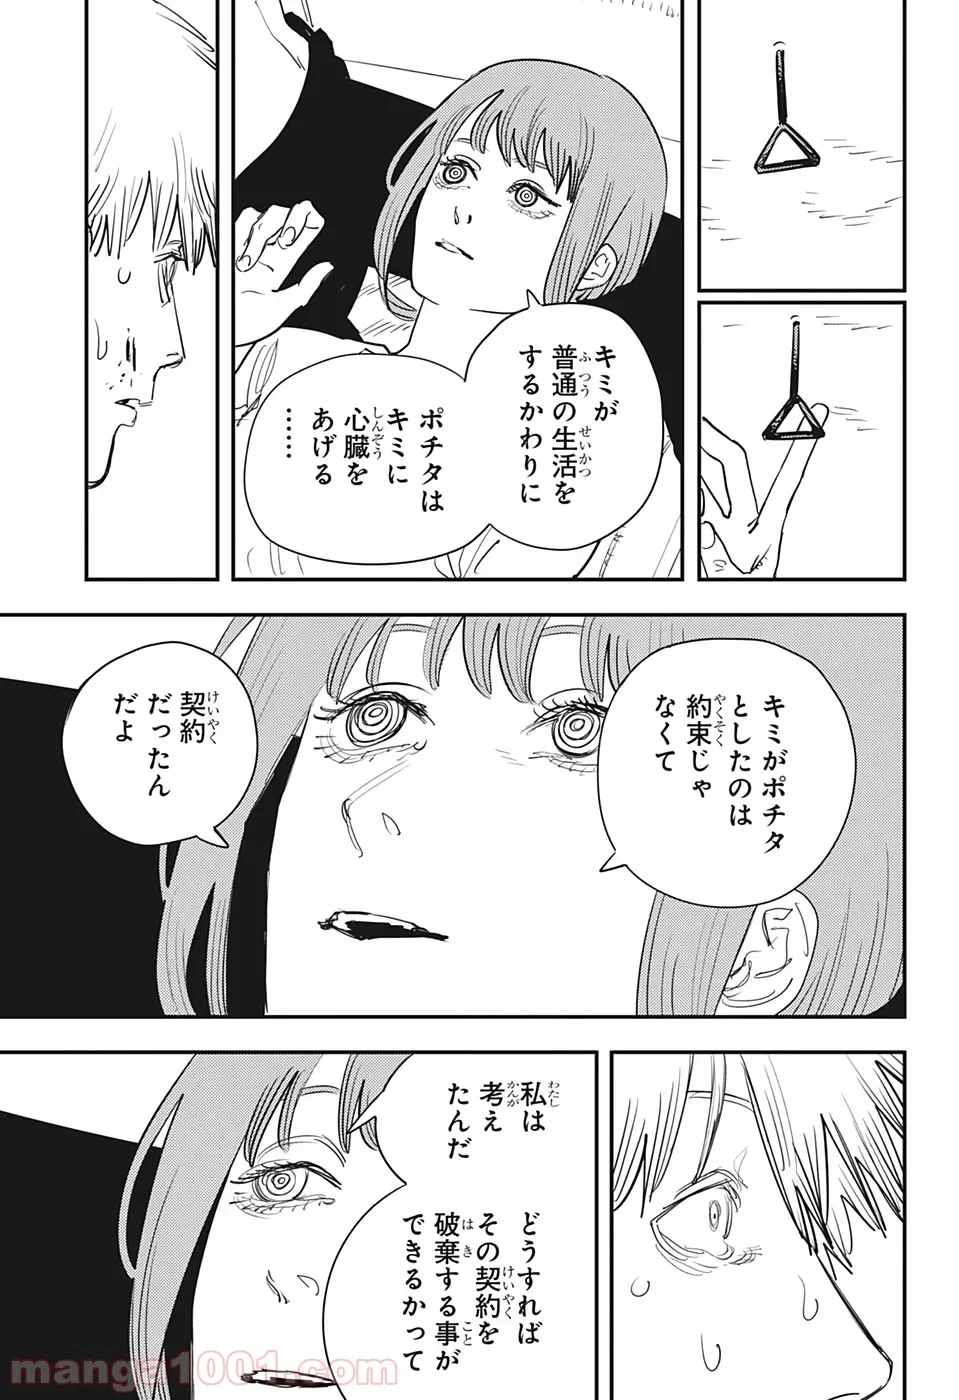 キミが
普通の生活を
するかわりに
ポチタは
キミに
心臓を
あげる
……
キミがポチタ
としたのは
約束じゃ
なくて
契約
だったん
だよ
私は
考え
たんだ
どうすれば
その契約を
破棄する事が
できるかって
manga1001.com